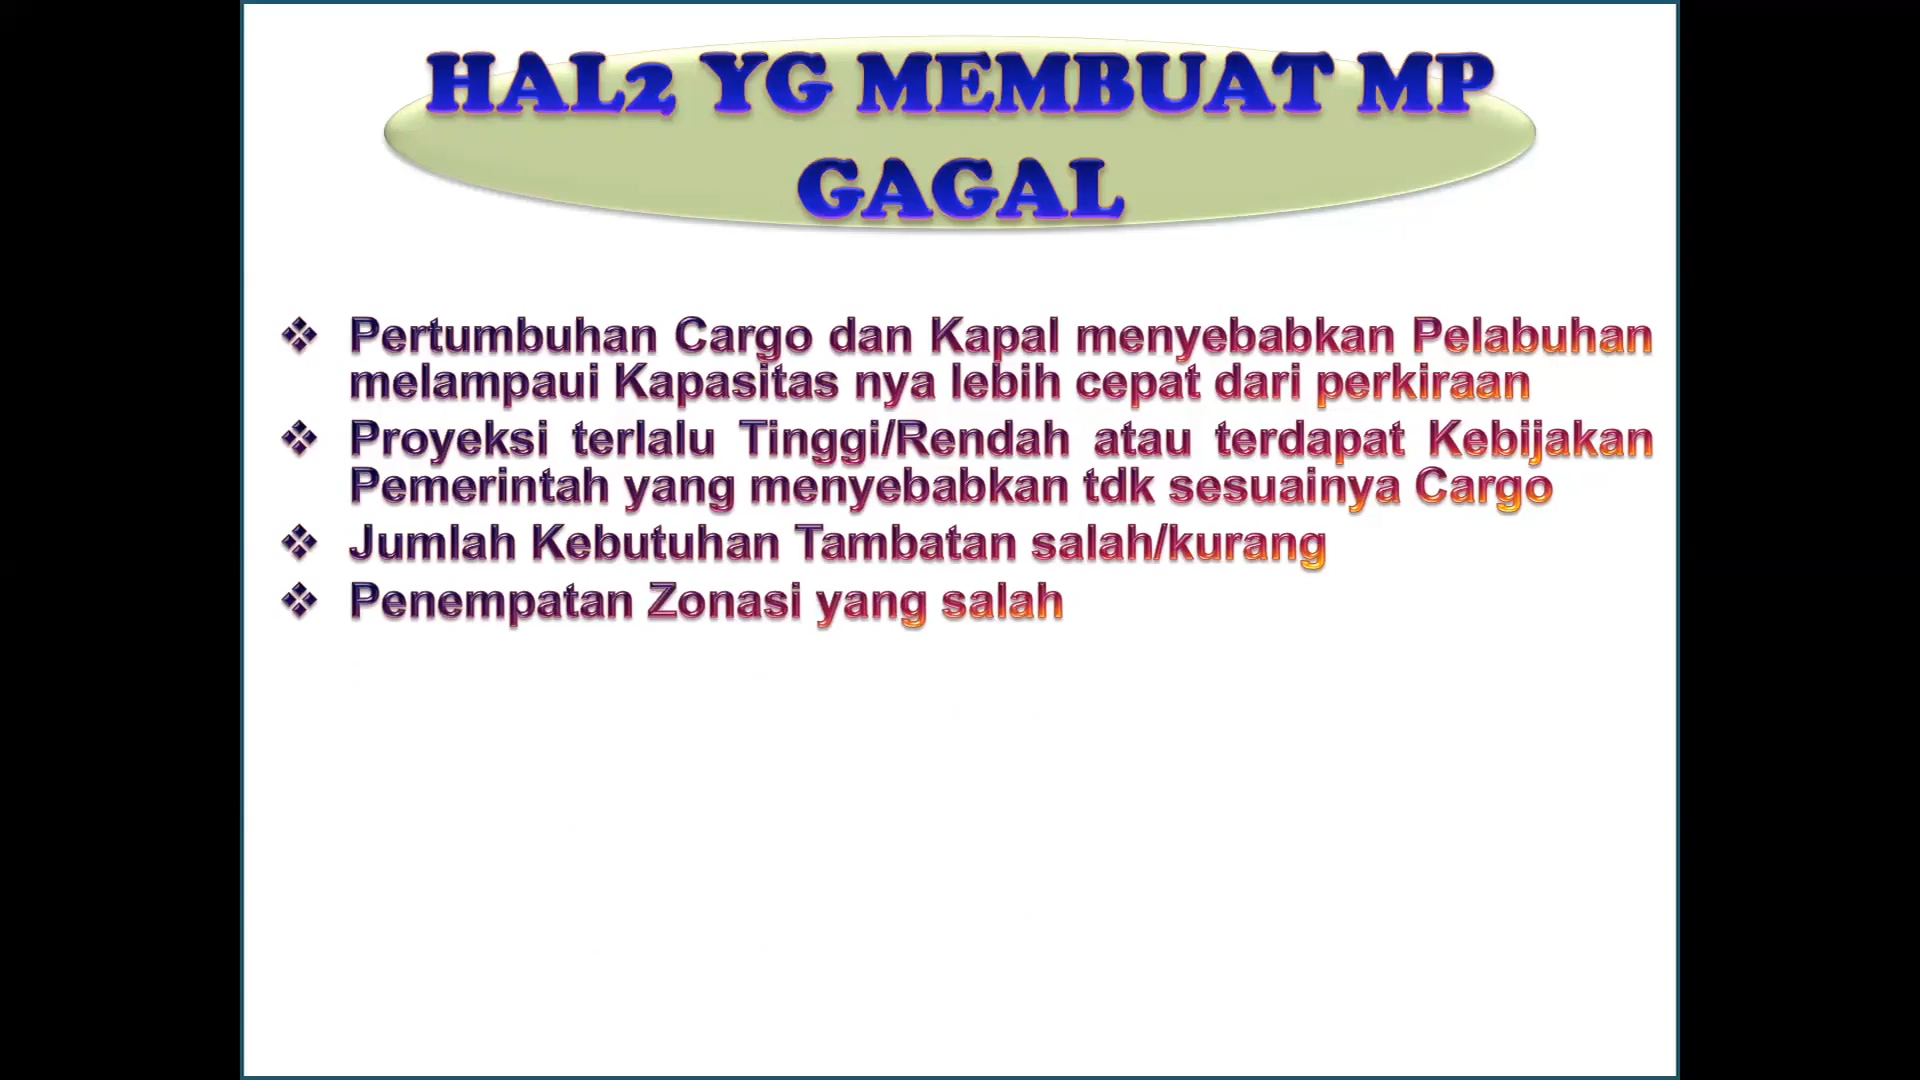 HAL2 YG MEMBUAT MP
GAGAL
❖ Pertumbuhan Cargo dan Kapal menyebabkan Pelabuhan
melampaui Kapasitas nya lebih cepat dari perkiraan
❖ Proyeksi terlalu Tinggi/Rendah atau terdapat Kebijakan
Pemerintah yang menyebabkan tdk sesuainya Cargo
❖ Jumlah Kebutuhan Tambatan salah/kurang
❖ Penempatan Zonasi yang salah